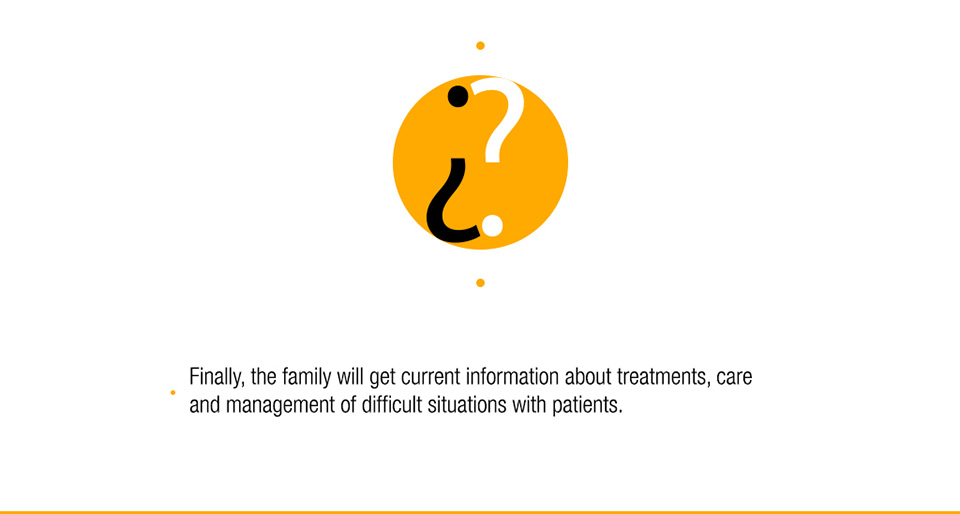 ¿?
Finally, the family will get current information about treatments, care
and management of difficult situations with patients.